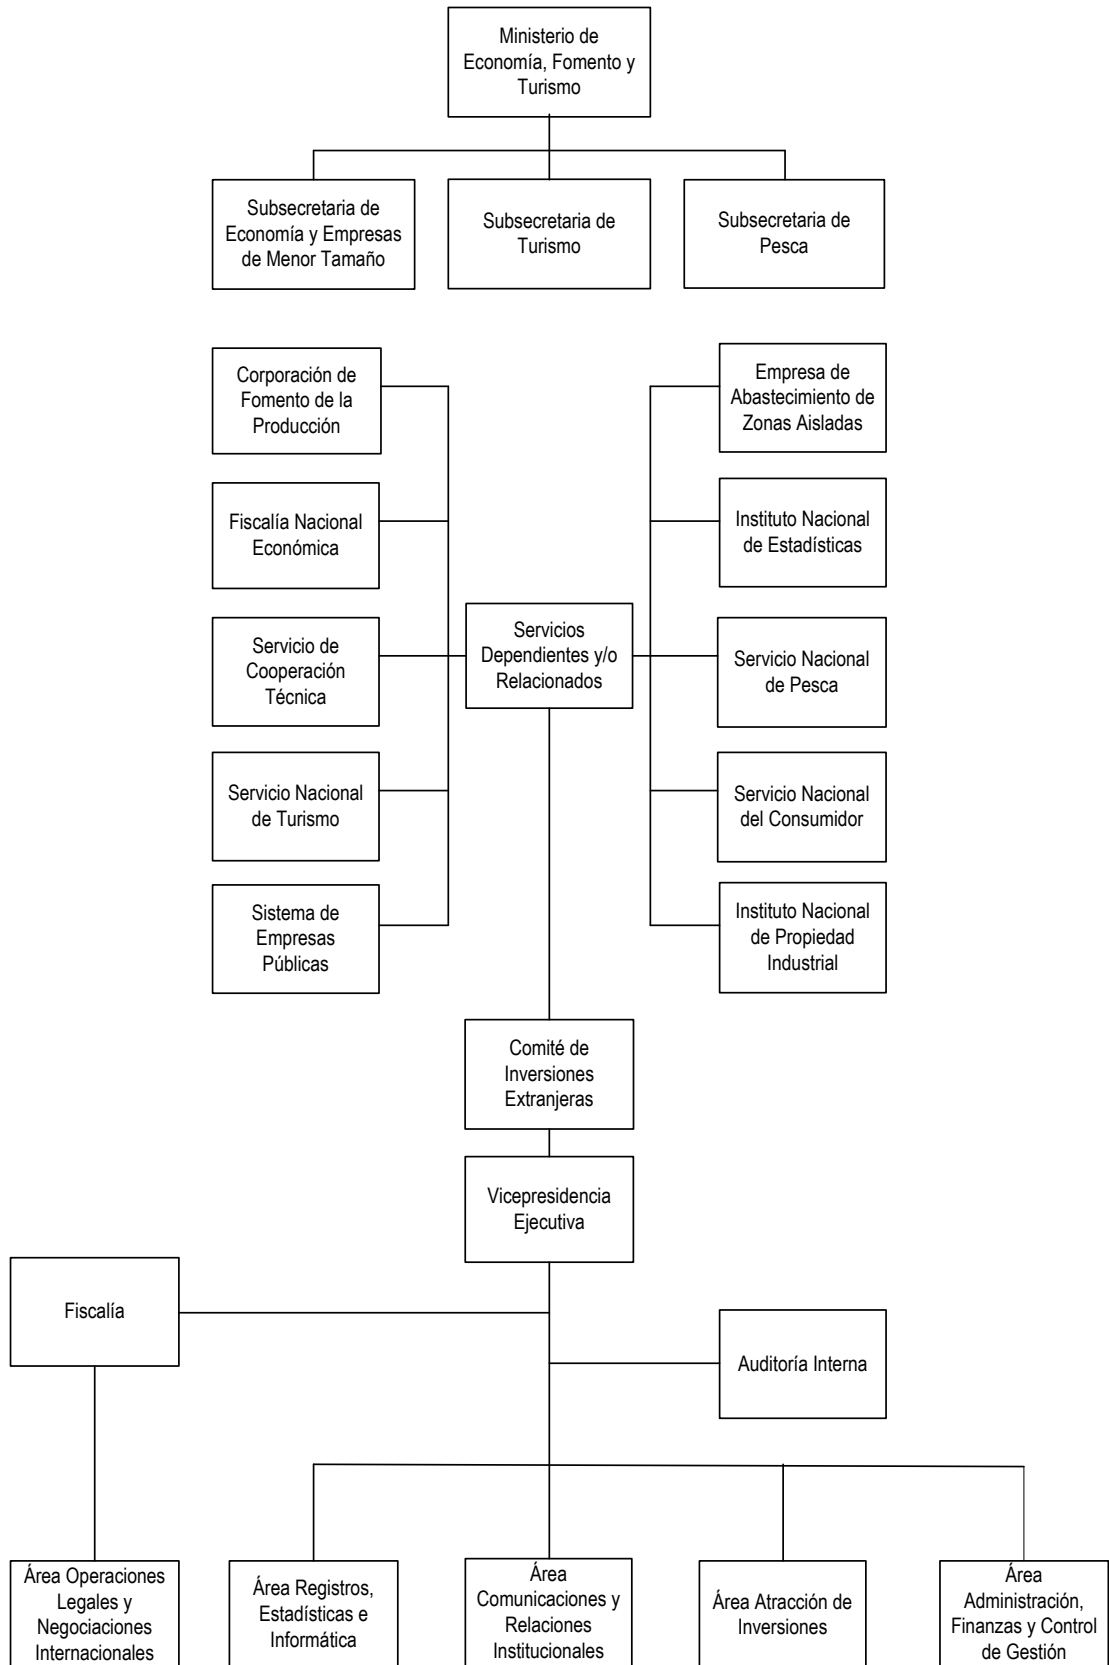 Ministerio de
Economía, Fomento y
Turismo
Subsecretaria de
Economía y Empresas
de Menor Tamaño
Subsecretaria de
Turismo
Subsecretaria de
Pesca
Corporación de
Fomento de la
Producción
Empresa de
Abastecimiento de
Zonas Aisladas
Fiscalía Nacional
Económica
Instituto Nacional
de Estadísticas
Servicio de
Cooperación
Técnica
Servicios
Dependientes y/o
Relacionados
Servicio Nacional
de Pesca
Servicio Nacional
de Turismo
Servicio Nacional
del Consumidor
Sistema de
Empresas
Públicas
Instituto Nacional
de Propiedad
Industrial
Comité de
Inversiones
Extranjeras
Vicepresidencia
Ejecutiva
Fiscalía
Auditoría Interna
Área Operaciones
Legales y
Negociaciones
Internacionales
Área Registros,
Estadísticas e
Informática
Área
Comunicaciones y
Relaciones
Institucionales
Área Atracción de
Inversiones
Área
Administración,
Finanzas y Control
de Gestión